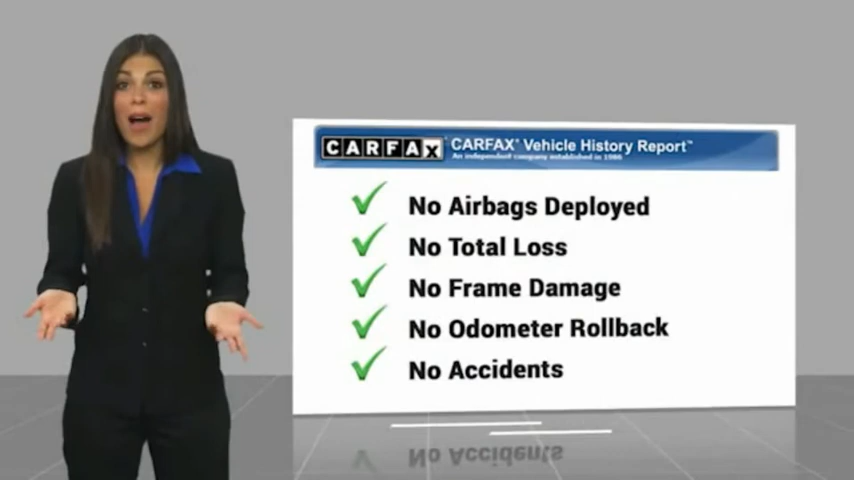 CARFAX CARFAX® Vehicle History Report™
An independent company established in 1986
No Airbags Deployed
No Total Loss
No Frame Damage
No Odometer Rollback
No Accidents
No Accidents